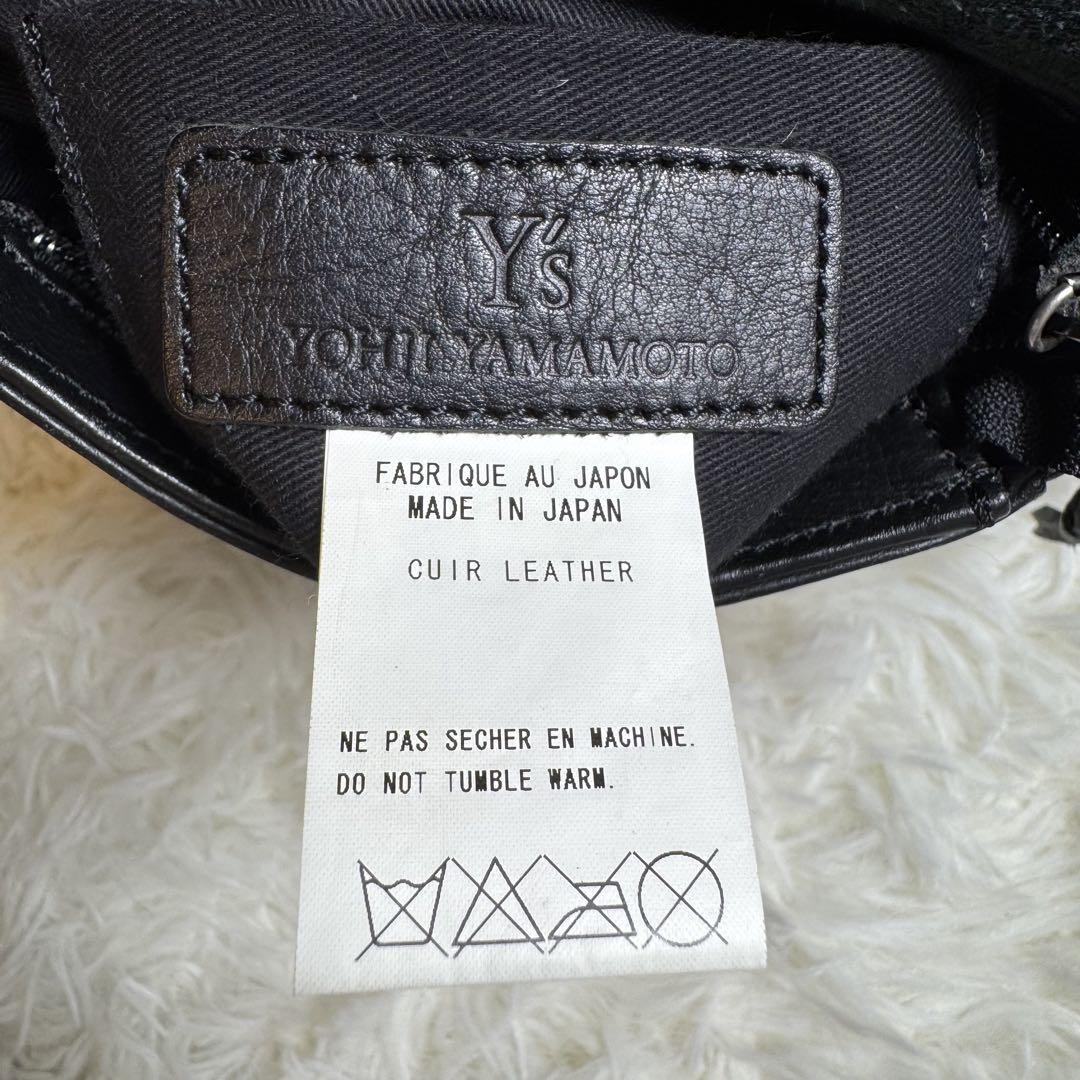 Y's
YOHJI YAMAMOTO
FABRIQUE AU JAPON
MADE IN JAPAN
CUIR LEATHER
NE PAS SECHER EN MACHINE.
DO NOT TUMBLE WARM.